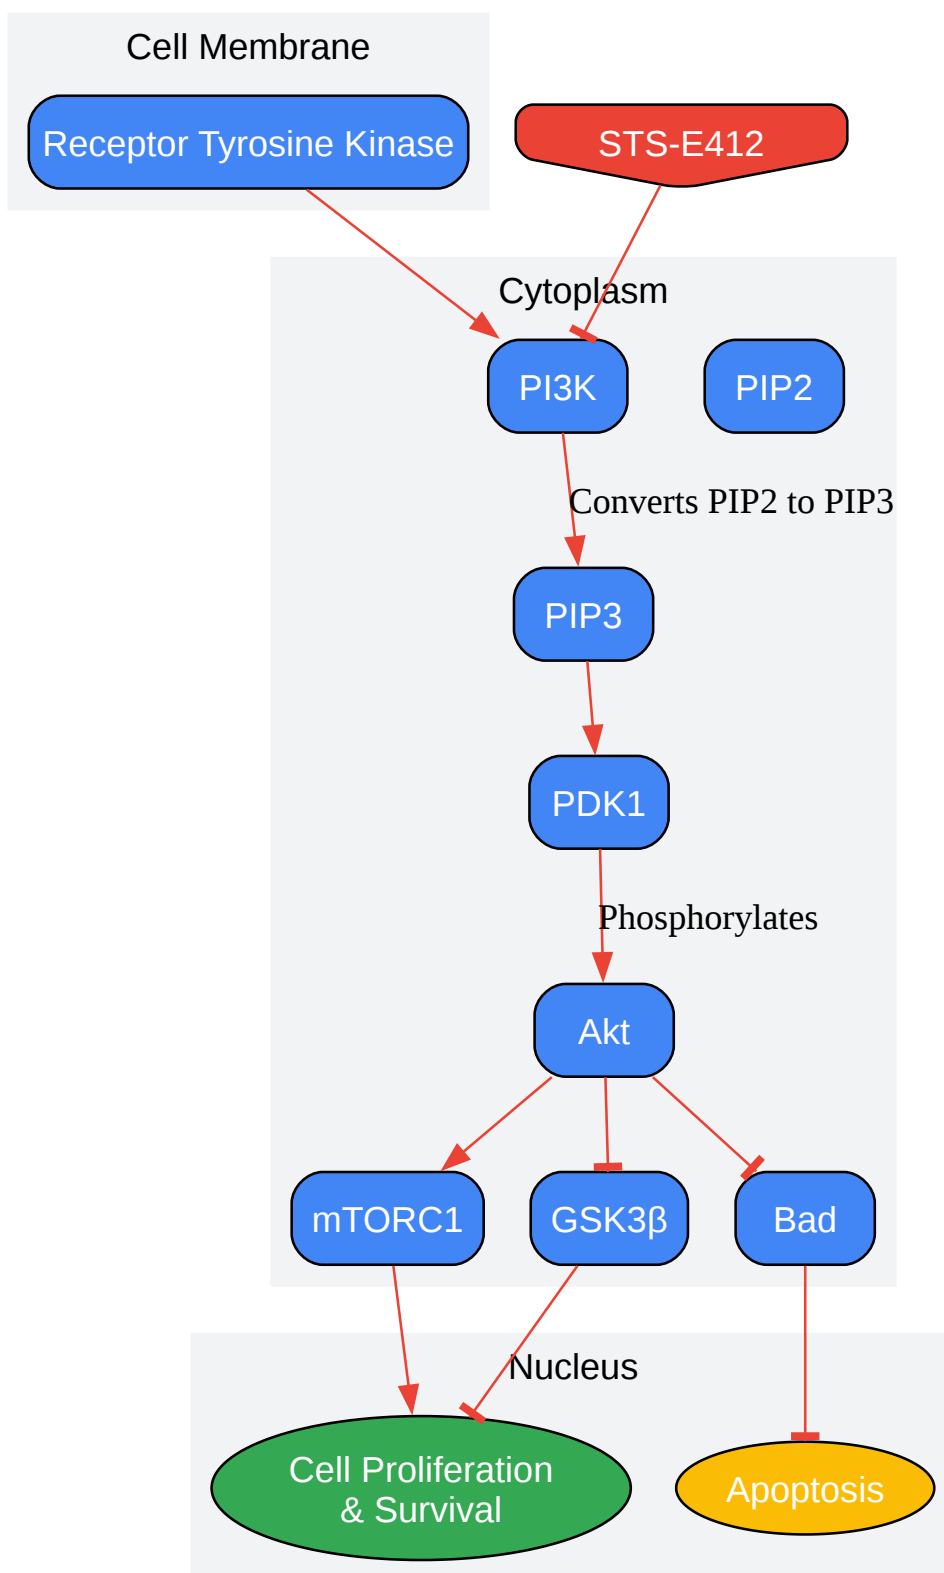 Cell Membrane
Receptor Tyrosine Kinase
STS-E412
Cytoplasm
PI3K
PIP2
Converts PIP2 to PIP3
PIP3
PDK1
Phosphorylates
Akt
mTORC1
GSK3β
Bad
Nucleus
Cell Proliferation
& Survival
Apoptosis